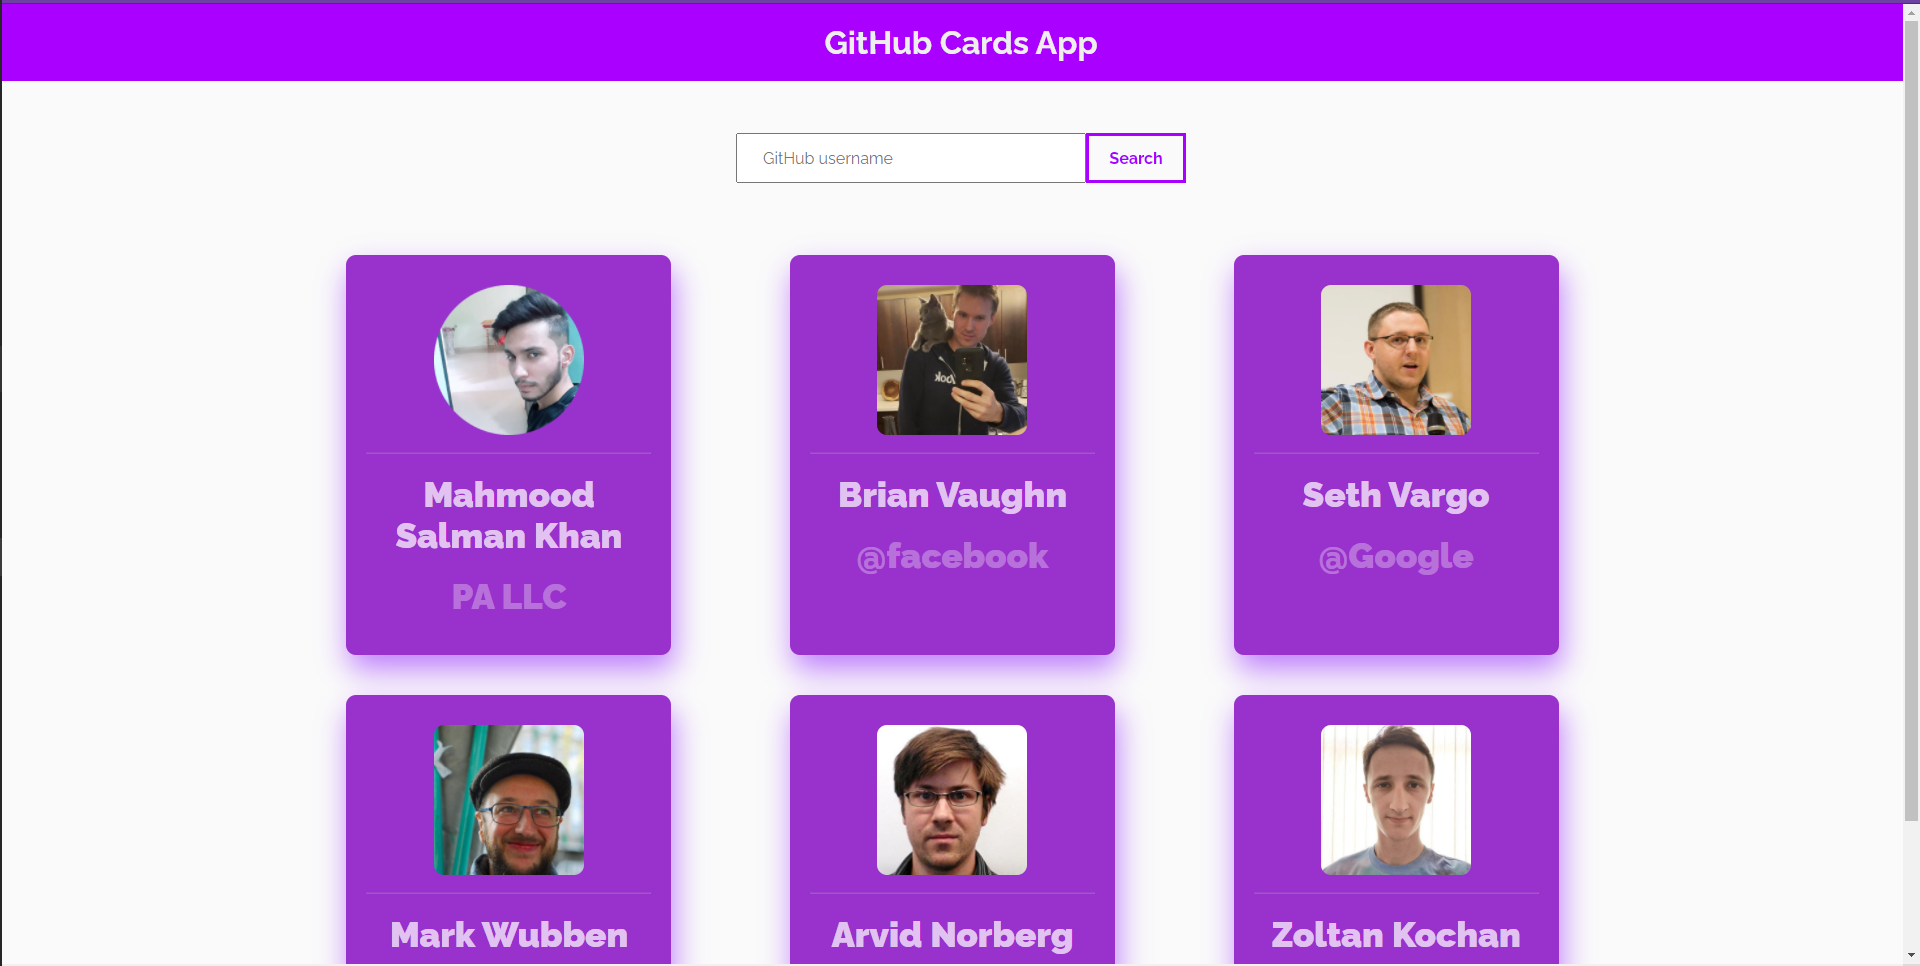 GitHub Cards App
GitHub username
Search
Mahmood
Salman Khan
PA LLC
Brian Vaughn
@facebook
Seth Vargo
@Google
Mark Wubben
Arvid Norberg
Zoltan Kochan